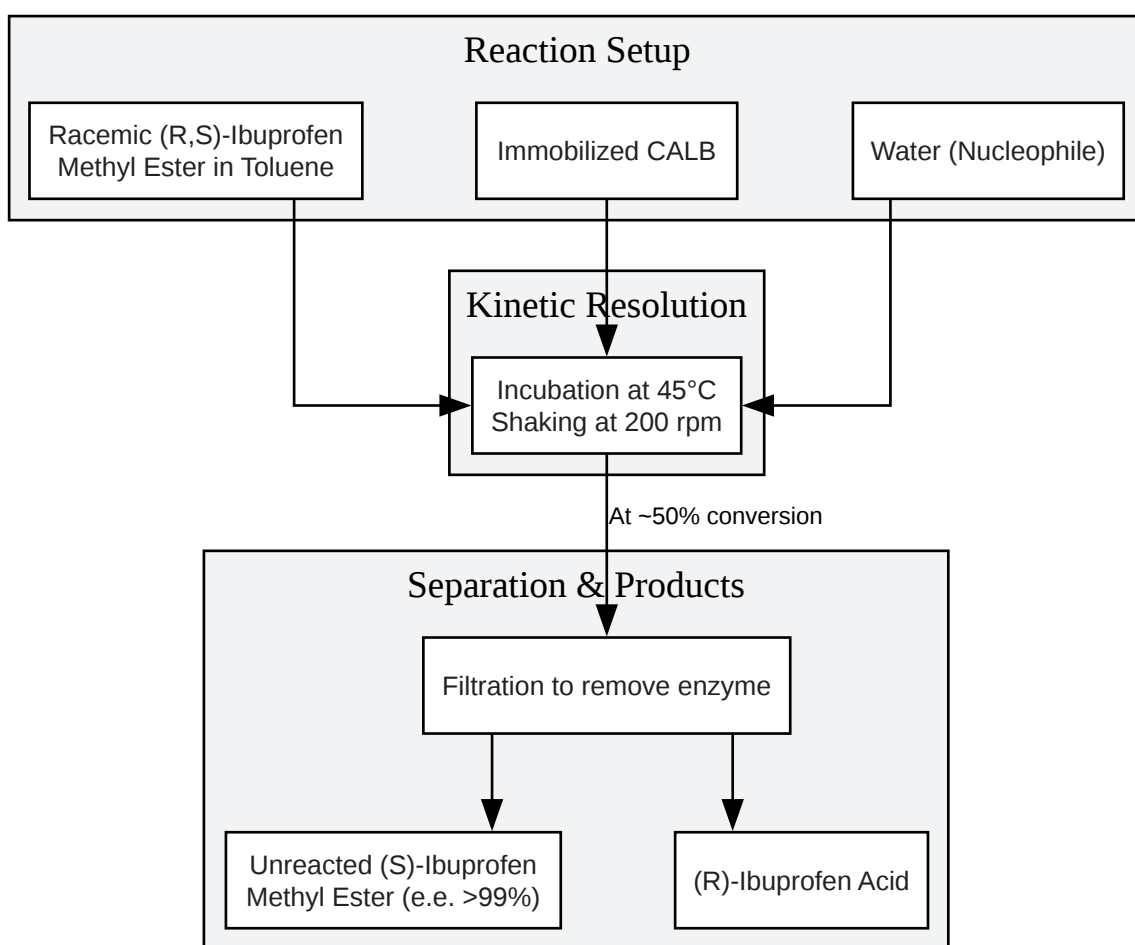 Reaction Setup
Racemic (R,S)-Ibuprofen
Methyl Ester in Toluene
Immobilized CALB
Water (Nucleophile)
Kinetic Resolution
Incubation at 45°C
Shaking at 200 rpm
At ~50% conversion
Separation & Products
Filtration to remove enzyme
Unreacted (S)-Ibuprofen
Methyl Ester (e.e. >99%)
(R)-Ibuprofen Acid